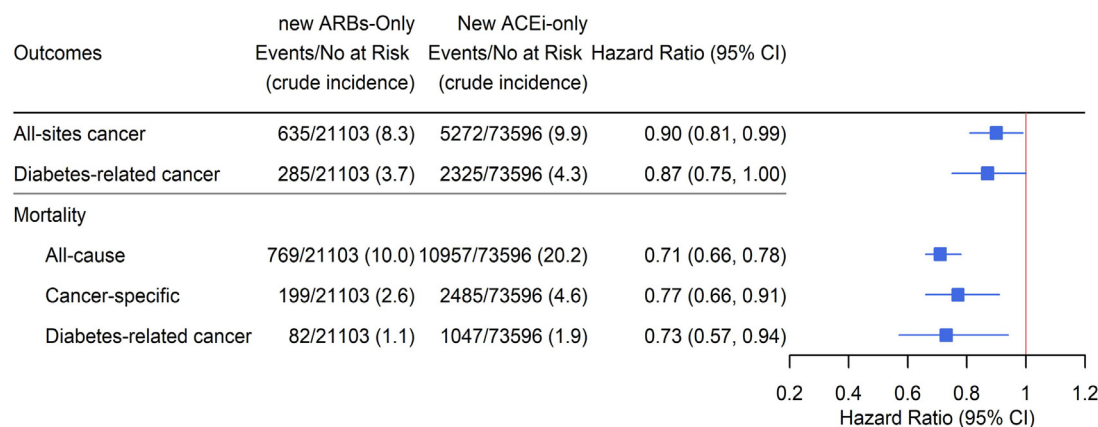 new ARBs-Only New ACEi-only
Outcomes Events/No at Risk Events/No at Risk Hazard Ratio (95% CI)
(crude incidence) (crude incidence)
All-sites cancer 635/21103 (8.3) 5272/73596 (9.9) 0.90 (0.81, 0.99)
Diabetes-related cancer 285/21103 (3.7) 2325/73596 (4.3) 0.87 (0.75, 1.00)
Mortality
All-cause 769/21103 (10.0) 10957/73596 (20.2) 0.71 (0.66, 0.78)
Cancer-specific 199/21103 (2.6) 2485/73596 (4.6) 0.77 (0.66, 0.91)
Diabetes-related cancer 82/21103 (1.1) 1047/73596 (1.9) 0.73 (0.57, 0.94)
0.2 0.4 0.6 0.8 1 1.2
Hazard Ratio (95% CI)